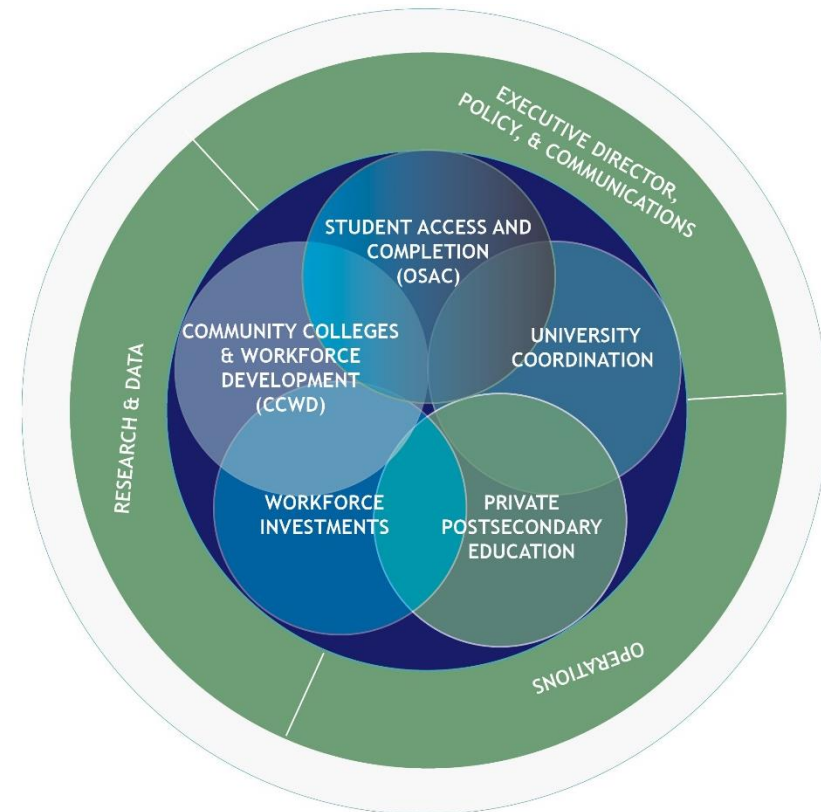 EXECUTIVE DIRECTOR,
POLICY, & COMMUNICATIONS
STUDENT ACCESS AND
COMPLETION
(OSAC)
COMMUNITY COLLEGES
& WORKFORCE
DEVELOPMENT
(CCWD)
UNIVERSITY
COORDINATION
RESEARCH & DATA
WORKFORCE
INVESTMENTS
PRIVATE
POSTSECONDARY
EDUCATION
OPERATIONS